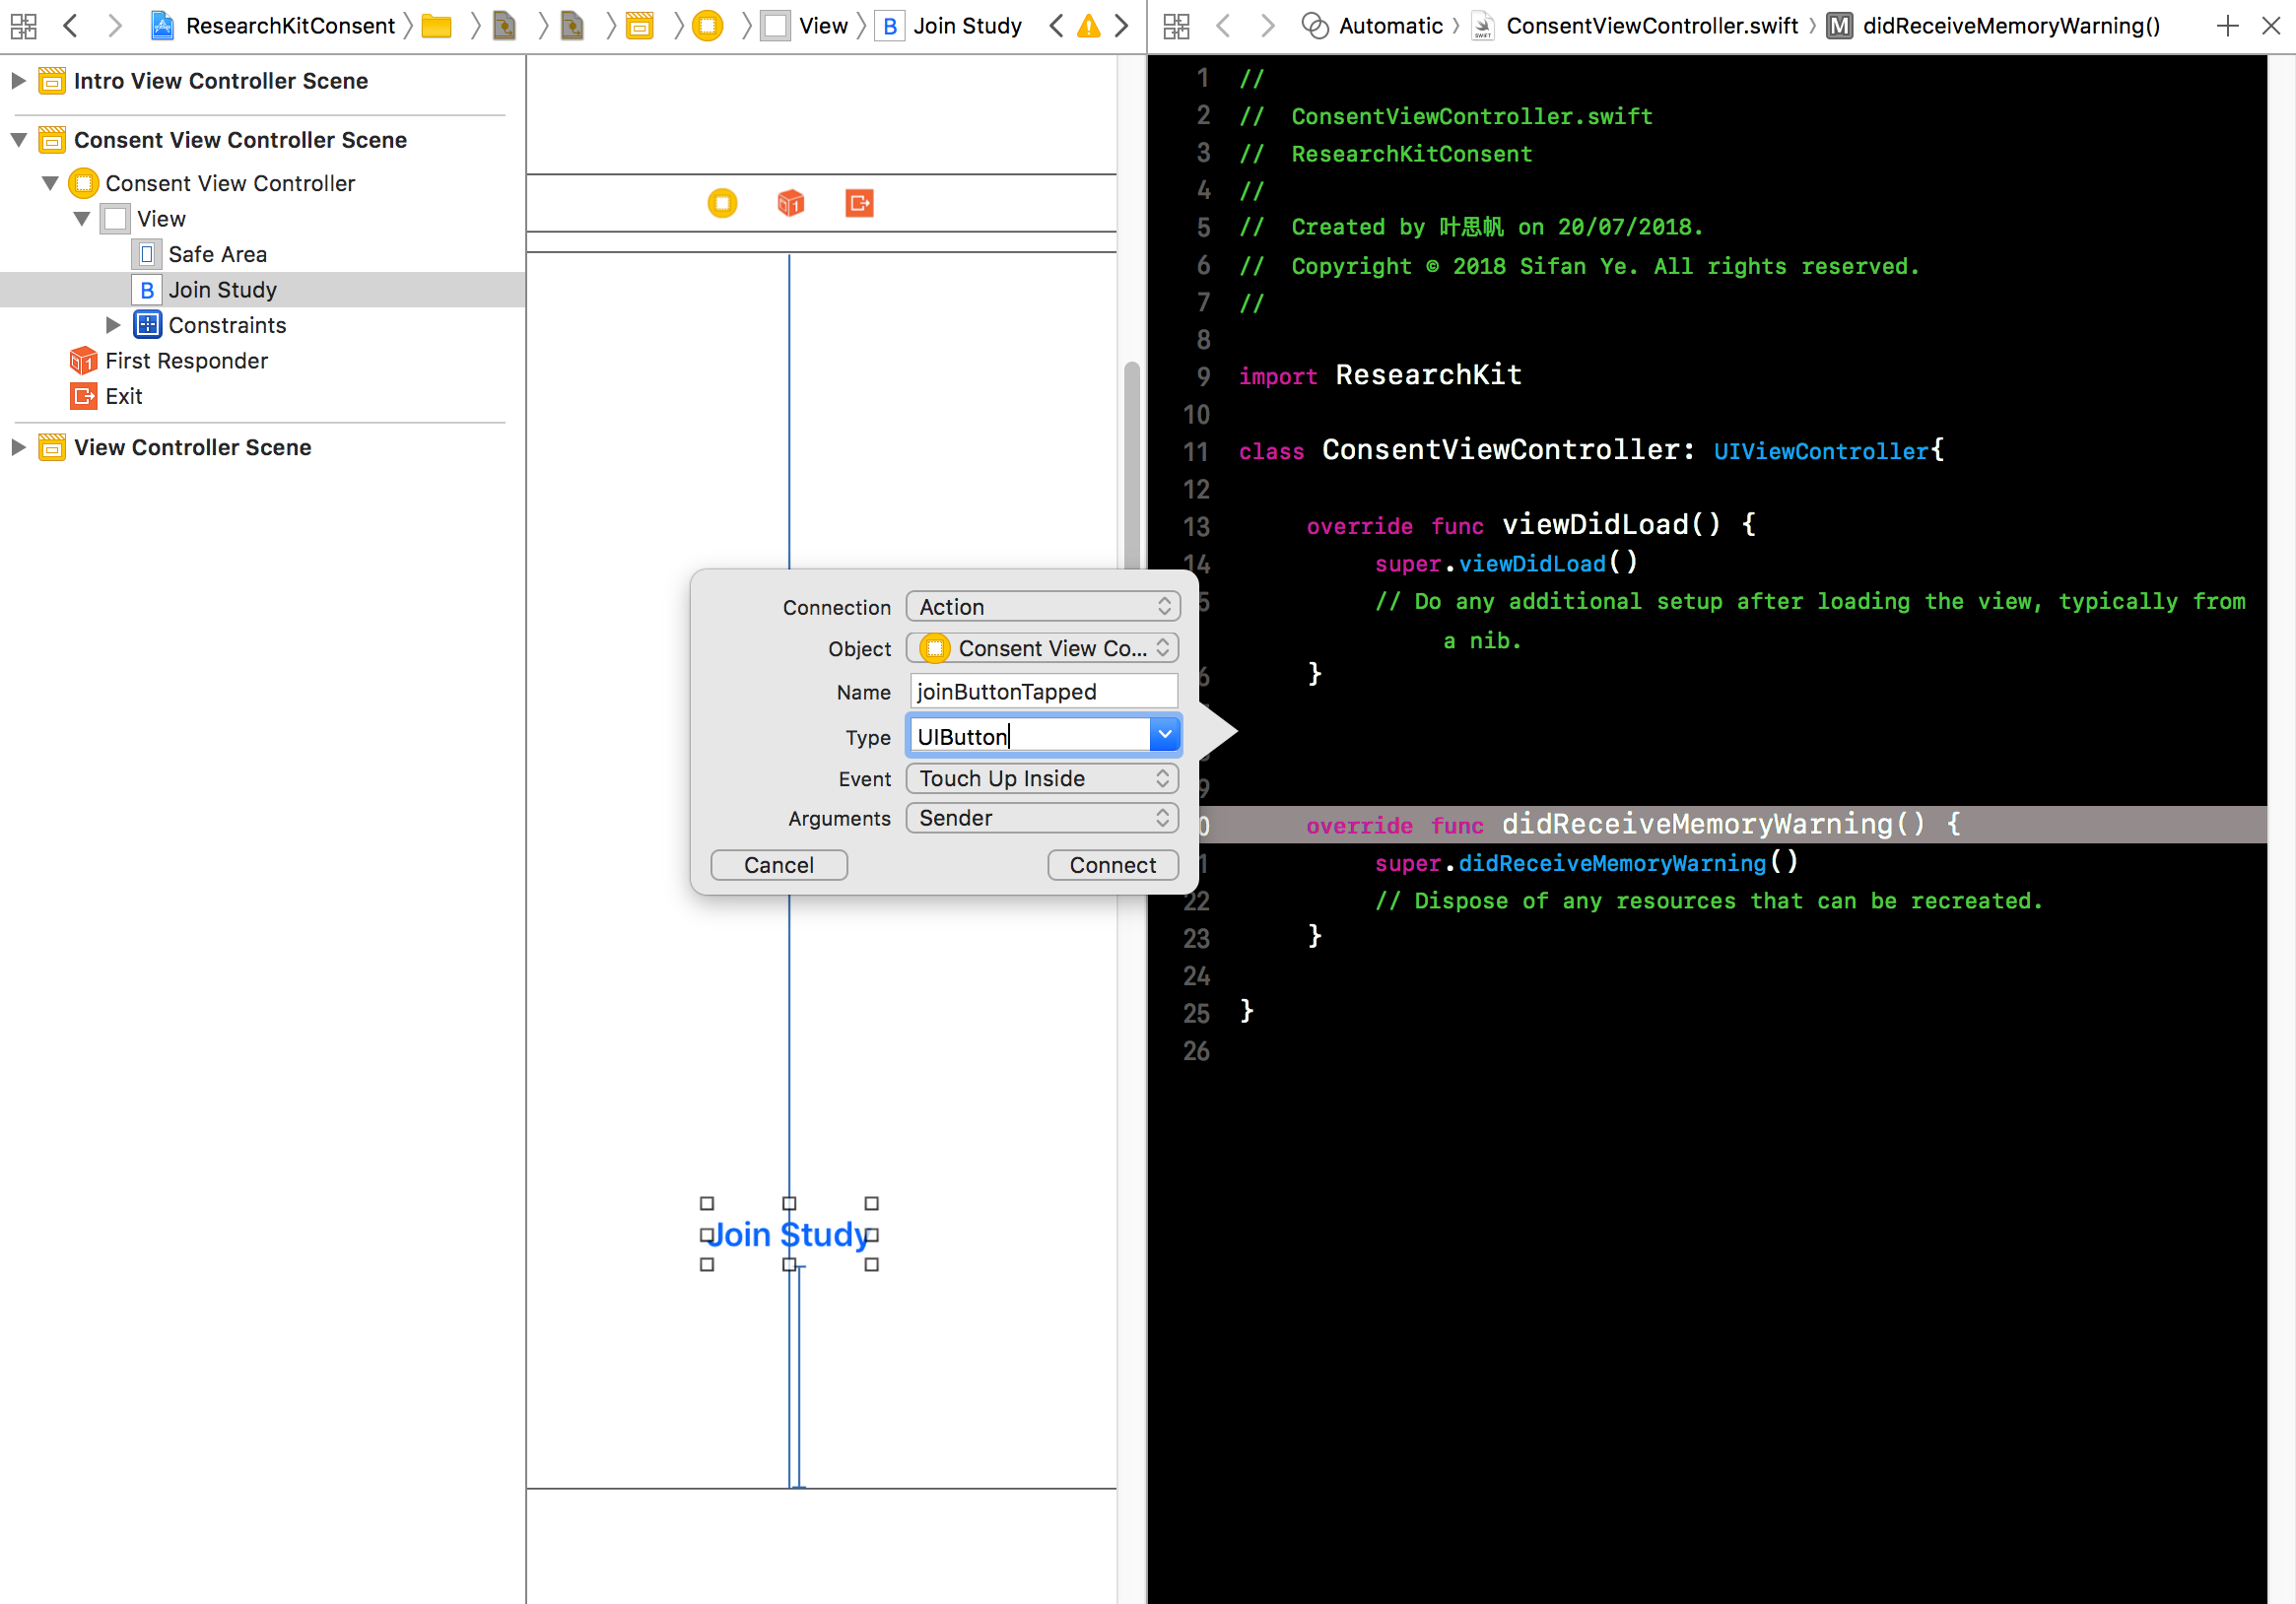 ResearchKitConsent
View
B Join Study
Automatic
ConsentViewController.swift
M didReceiveMemoryWarning()
Intro View Controller Scene
Consent View Controller Scene
Consent View Controller
View
Safe Area
B Join Study
Constraints
First Responder
Exit
View Controller Scene
Connection Action
Object Consent View Co...
Name joinButtonTapped
Type UIButton
Event Touch Up Inside
Arguments Sender
Cancel Connect
Join Study
1 //
2 // ConsentViewController.swift
3 // ResearchKitConsent
4 //
5 // Created by 叶思帆 on 20/07/2018.
6 // Copyright © 2018 Sifan Ye. All rights reserved.
7 //
8
9 import ResearchKit
10
11 class ConsentViewController: UIViewController{
12
13 override func viewDidLoad() {
14 super.viewDidLoad()
5 // Do any additional setup after loading the view, typically from
a nib.
6 }
9
0 override func didReceiveMemoryWarning() {
1 super.didReceiveMemoryWarning()
22 // Dispose of any resources that can be recreated.
23 }
24
25 }
26